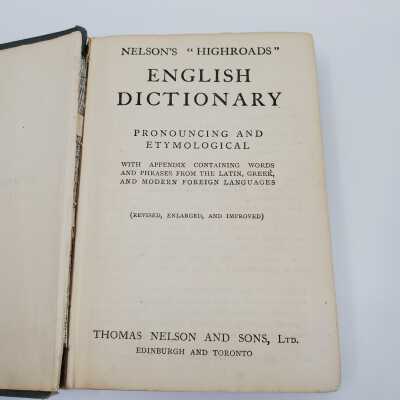 NELSON'S "HIGHROADS"
ENGLISH
DICTIONARY
PRONOUNCING AND
ETYMOLOGICAL
WITH APPENDIX CONTAINING WORDS
AND PHRASES FROM THE LATIN, GREEK,
AND MODERN FOREIGN LANGUAGES
(REVISED, ENLARGED, AND IMPROVED)
THOMAS NELSON AND SONS, LTD.
EDINBURGH AND TORONTO